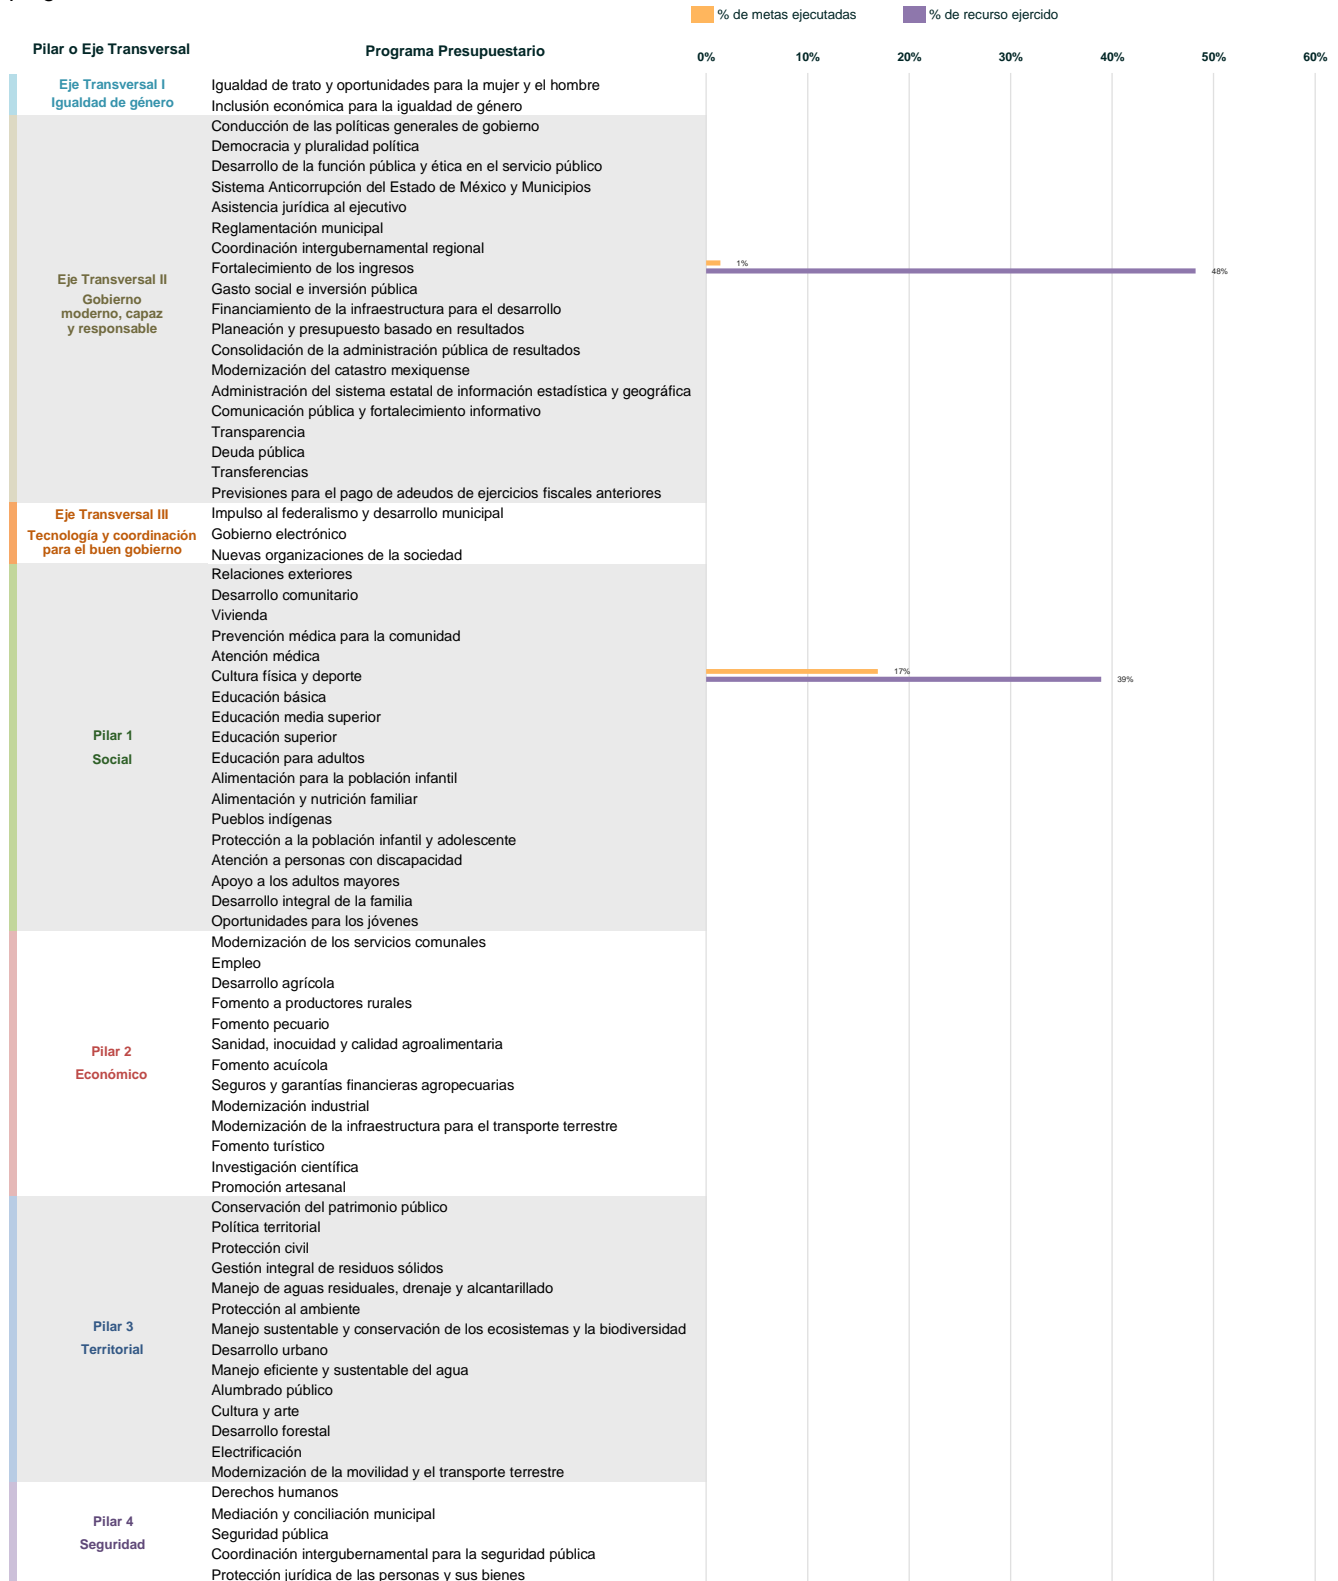 % de metas ejecutadas % de recurso ejercido
Pilar o Eje Transversal Programa Presupuestario 0% 10% 20% 30% 40% 50% 60%
Eje Transversal I
Igualdad de género
Igualdad de trato y oportunidades para la mujer y el hombre
Inclusión económica para la igualdad de género
Eje Transversal II
Gobierno
moderno, capaz
y responsable
Conducción de las políticas generales de gobierno
Democracia y pluralidad política
Desarrollo de la función pública y ética en el servicio público
Sistema Anticorrupción del Estado de México y Municipios
Asistencia jurídica al ejecutivo
Reglamentación municipal
Coordinación intergubernamental regional
Fortalecimiento de los ingresos
1%
48%
Gasto social e inversión pública
Financiamiento de la infraestructura para el desarrollo
Planeación y presupuesto basado en resultados
Consolidación de la administración pública de resultados
Modernización del catastro mexiquense
Administración del sistema estatal de información estadística y geográfica
Comunicación pública y fortalecimiento informativo
Transparencia
Deuda pública
Transferencias
Previsiones para el pago de adeudos de ejercicios fiscales anteriores
Eje Transversal III
Tecnología y coordinación
para el buen gobierno
Impulso al federalismo y desarrollo municipal
Gobierno electrónico
Nuevas organizaciones de la sociedad
Pilar 1
Social
Relaciones exteriores
Desarrollo comunitario
Vivienda
Prevención médica para la comunidad
Atención médica
Cultura física y deporte
17%
39%
Educación básica
Educación media superior
Educación superior
Educación para adultos
Alimentación para la población infantil
Alimentación y nutrición familiar
Pueblos indígenas
Protección a la población infantil y adolescente
Atención a personas con discapacidad
Apoyo a los adultos mayores
Desarrollo integral de la familia
Oportunidades para los jóvenes
Pilar 2
Económico
Modernización de los servicios comunales
Empleo
Desarrollo agrícola
Fomento a productores rurales
Fomento pecuario
Sanidad, inocuidad y calidad agroalimentaria
Fomento acuícola
Seguros y garantías financieras agropecuarias
Modernización industrial
Modernización de la infraestructura para el transporte terrestre
Fomento turístico
Investigación científica
Promoción artesanal
Pilar 3
Territorial
Conservación del patrimonio público
Política territorial
Protección civil
Gestión integral de residuos sólidos
Manejo de aguas residuales, drenaje y alcantarillado
Protección al ambiente
Manejo sustentable y conservación de los ecosistemas y la biodiversidad
Desarrollo urbano
Manejo eficiente y sustentable del agua
Alumbrado público
Cultura y arte
Desarrollo forestal
Electrificación
Modernización de la movilidad y el transporte terrestre
Pilar 4
Seguridad
Derechos humanos
Mediación y conciliación municipal
Seguridad pública
Coordinación intergubernamental para la seguridad pública
Protección jurídica de las personas y sus bienes